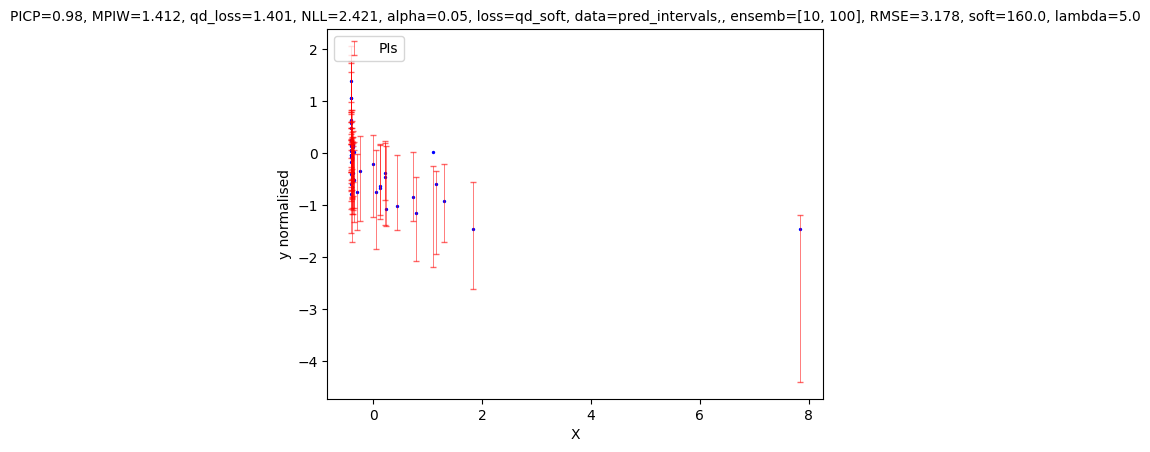 PICP=0.98, MPIW=1.412, qd_loss=1.401, NLL=2.421, alpha=0.05, loss=qd_soft, data=pred_intervals,, ensemb=[10, 100], RMSE=3.178, soft=160.0, lambda=5.0
PIs
2
1
0
−1
−2
−3
−4
y normalised
0 2 4 6 8
X